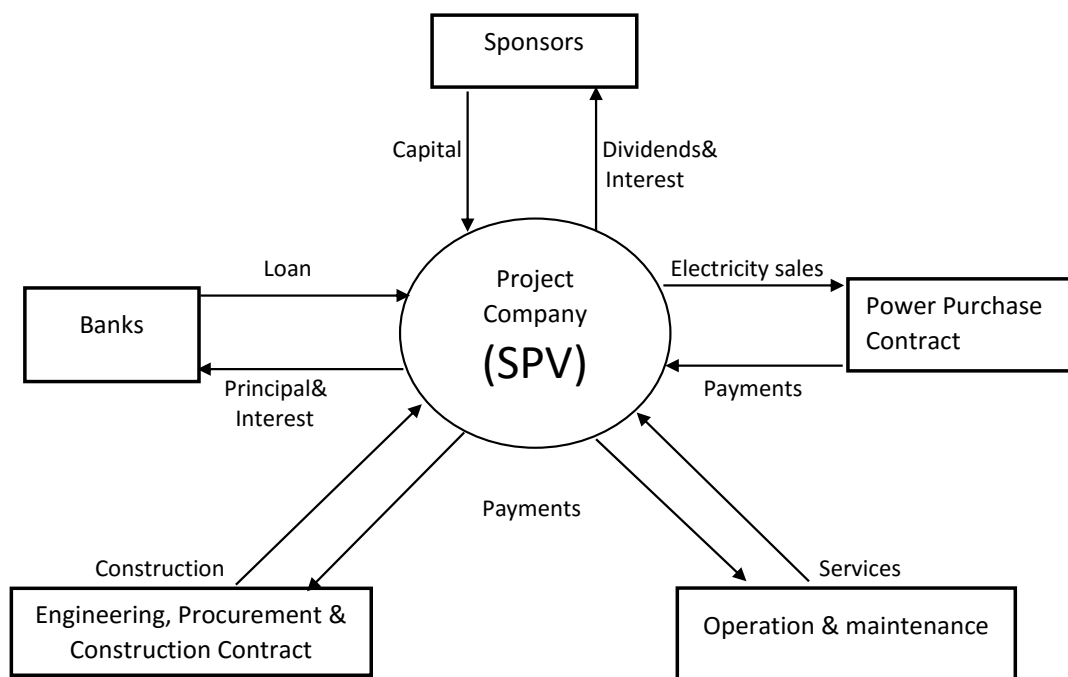 Sponsors
Capital
Dividends&
Interest
Loan
Project
Company
(SPV)
Electricity sales
Banks
Power Purchase
Contract
Principal&
Interest
Payments
Payments
Construction
Services
Engineering, Procurement &
Construction Contract
Operation & maintenance